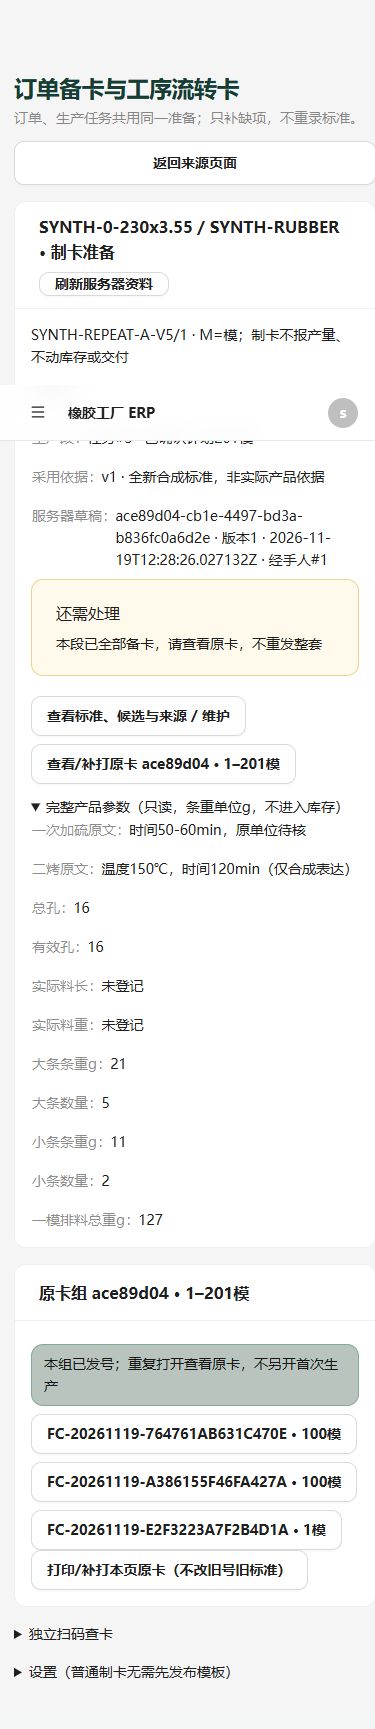 订单备卡与工序流转卡
订单、生产任务共用同一准备；只补缺项，不重录标准。
返回来源页面
SYNTH-0-230x3.55 / SYNTH-RUBBER
• 制卡准备
刷新服务器资料
SYNTH-REPEAT-A-V5/1 · M=模；制卡不报产量、
不动库存或交付
橡胶工厂 ERP
s
采用依据：v1 · 全新合成标准，非实际产品依据
服务器草稿：ace89d04-cb1e-4497-bd3a-
b836fc0a6d2e · 版本1 · 2026-11-
19T12:28:26.027132Z · 经手人#1
还需处理
本段已全部备卡，请查看原卡，不重发整套
查看标准、候选与来源 / 维护
查看/补打原卡 ace89d04 • 1–201模
▼ 完整产品参数（只读，条重单位g，不进入库存）
一次加硫原文：时间50-60min，原单位待核
二烤原文：温度150℃，时间120min（仅合成表达）
总孔：16
有效孔：16
实际料长：未登记
实际料重：未登记
大条条重g：21
大条数量：5
小条条重g：11
小条数量：2
一模排料总重g：127
原卡组 ace89d04 • 1–201模
本组已发号；重复打开查看原卡，不另开首次生
产
FC-20261119-764761AB631C470E • 100模
FC-20261119-A386155F46FA427A • 100模
FC-20261119-E2F3223A7F2B4D1A • 1模
打印/补打本页原卡（不改旧号旧标准）
▶ 独立扫码查卡
▶ 设置（普通制卡无需先发布模板）